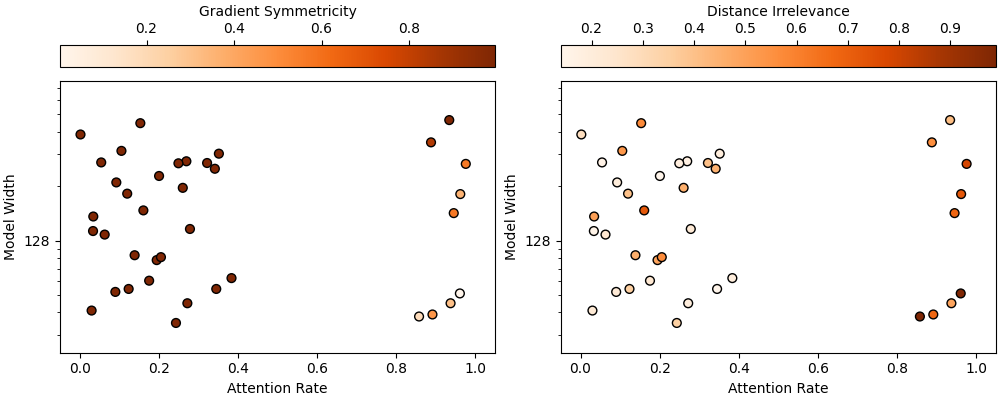 Gradient Symmetricity
0.2 0.4 0.6 0.8
Model Width
128
0.0 0.2 0.4 0.6 0.8 1.0
Attention Rate
Distance Irrelevance
0.2 0.3 0.4 0.5 0.6 0.7 0.8 0.9
Model Width
128
0.0 0.2 0.4 0.6 0.8 1.0
Attention Rate